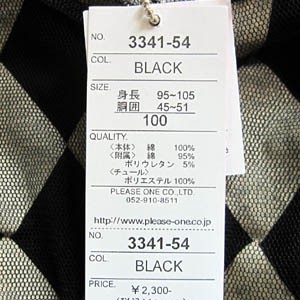 NO. 3341-54
COL. BLACK
SIZE.
身長 95~105
胴囲 45~51
100
QUALITY.
〈本体〉 綿 100%
〈附属〉 綿 95%
ポリウレタン 5%
〈チュール〉
ポリエステル 100%
PLEASE ONE CO.,LTD.
052-910-8511
http://www.please-one.co.jp
NO. 3341-54
COL. BLACK
PRICE. ¥2,300-